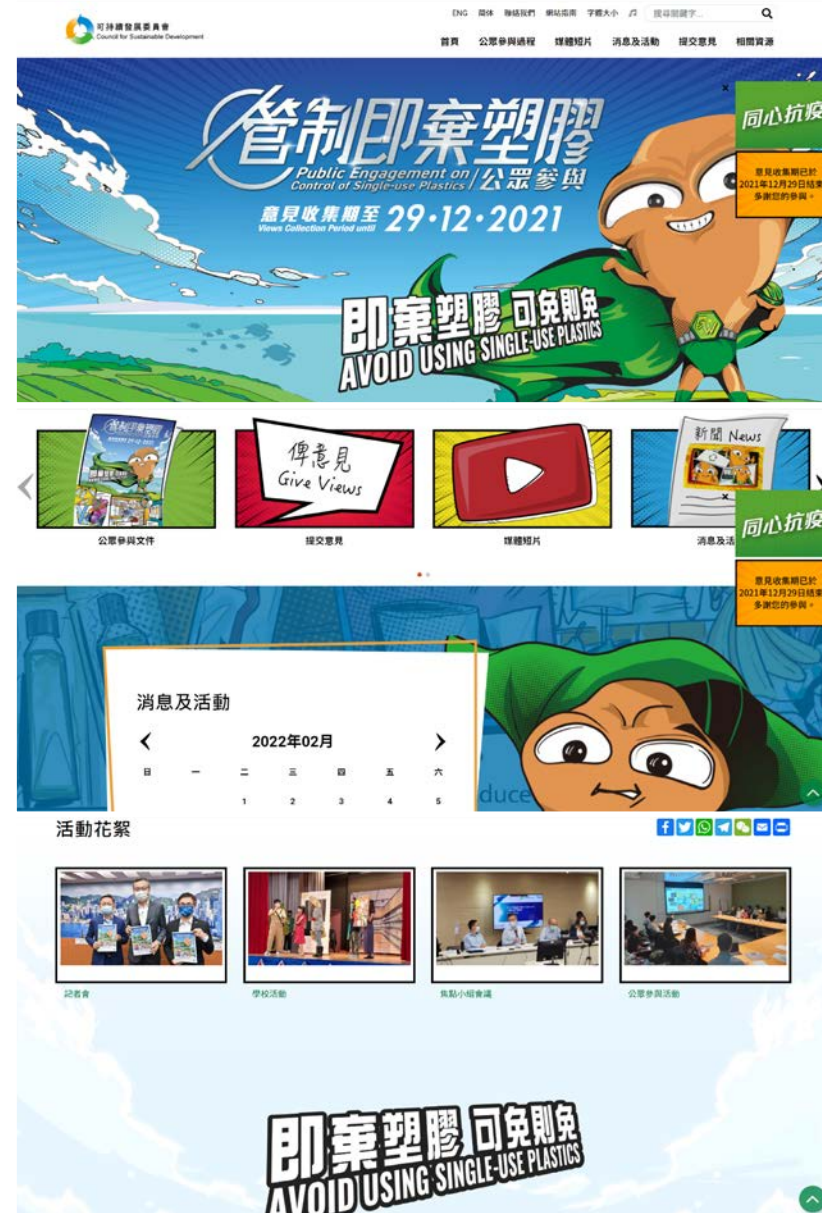 可持續發展委員會
Council for Sustainable Development
ENG 简体 聯絡我們 網站指南 字體大小 搜尋關鍵字...
首頁 公眾參與過程 媒體短片 消息及活動 提交意見 相關資源
管制即棄塑膠
Public Engagement on
Control of Single-use Plastics
公眾參與
意見收集期至 29·12·2021
Views Collection Period until
即棄塑膠 可免則免
AVOID USING SINGLE-USE PLASTICS
同心抗疫
意見收集期已於
2021年12月29日結束
多謝您的參與。
管制即棄塑膠
俾意見
Give Views
新聞 News
公眾參與文件
提交意見
媒體短片
消息及活
同心抗疫
意見收集期已於
2021年12月29日結束
多謝您的參與。
消息及活動
2022年02月
日 一 二 三 四 五 六
1 2 3 4 5
duce
活動花絮
記者會
學校活動
焦點小組會議
公眾參與活動
即棄塑膠 可免則免
AVOID USING SINGLE-USE PLASTICS